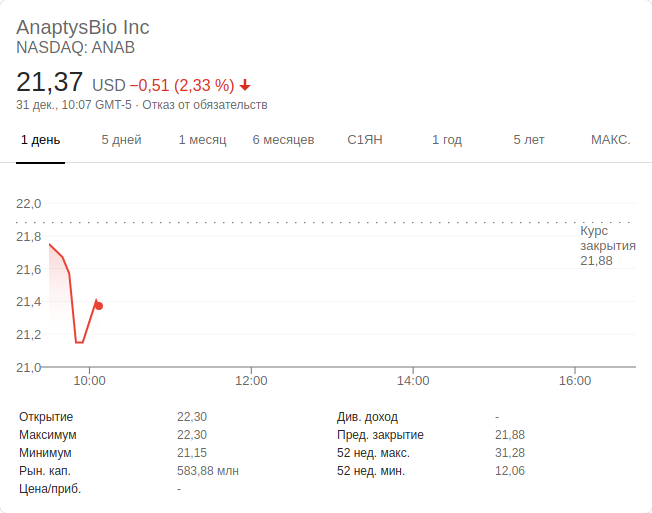 AnaptysBio Inc
NASDAQ: ANAB
21,37 USD −0,51 (2,33 %)
31 дек., 10:07 GMT-5 · Отказ от обязательств
1 день 5 дней 1 месяц 6 месяцев С1ЯН 1 год 5 лет МАКС.
22,0
Курс закрытия 21,88
21,8
21,6
21,4
21,2
21,0
10:00 12:00 14:00 16:00
Открытие 22,30 Див. доход -
Максимум 22,30 Пред. закрытие 21,88
Минимум 21,15 52 нед. макс. 31,28
Рын. кап. 583,88 млн 52 нед. мин. 12,06
Цена/приб. -